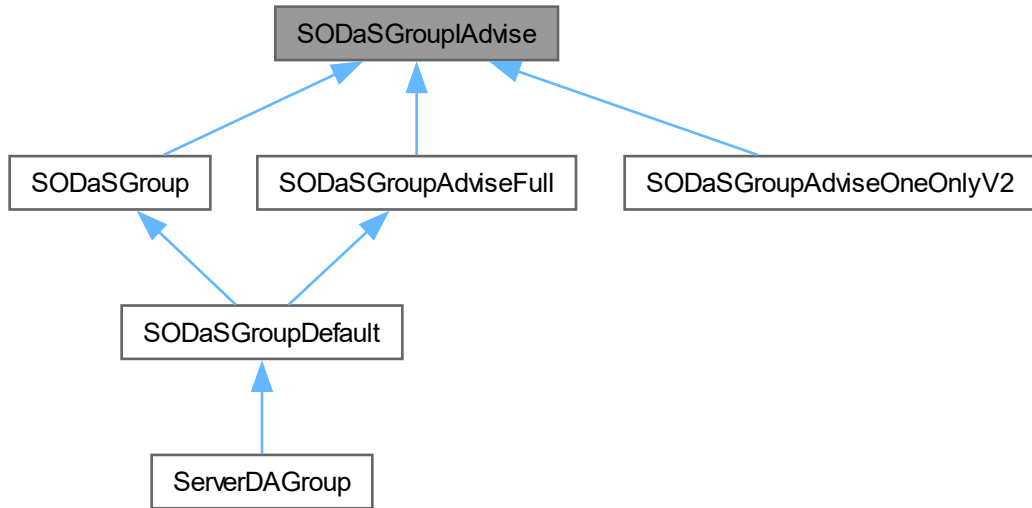 SODaSGroupIAdvise
SODaSGroup
SODaSGroupAdviseFull
SODaSGroupAdviseOneOnlyV2
SODaSGroupDefault
ServerDAGroup